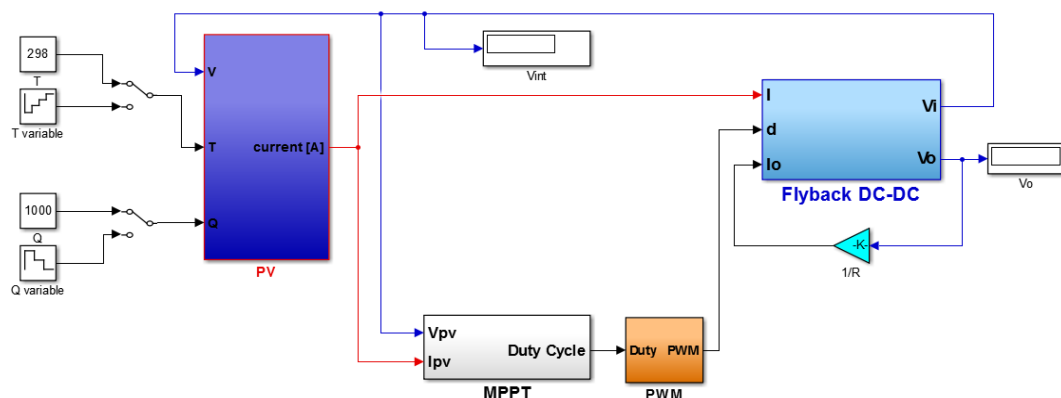 298
T
T variable
1000
Q
Q variable
V
T
Q
current [A]
PV
Vint
I
d
Io
Vi
Vo
Flyback DC-DC
Vo
-K-
1/R
Vpv
Ipv
Duty Cycle
MPPT
Duty PWM
PWM